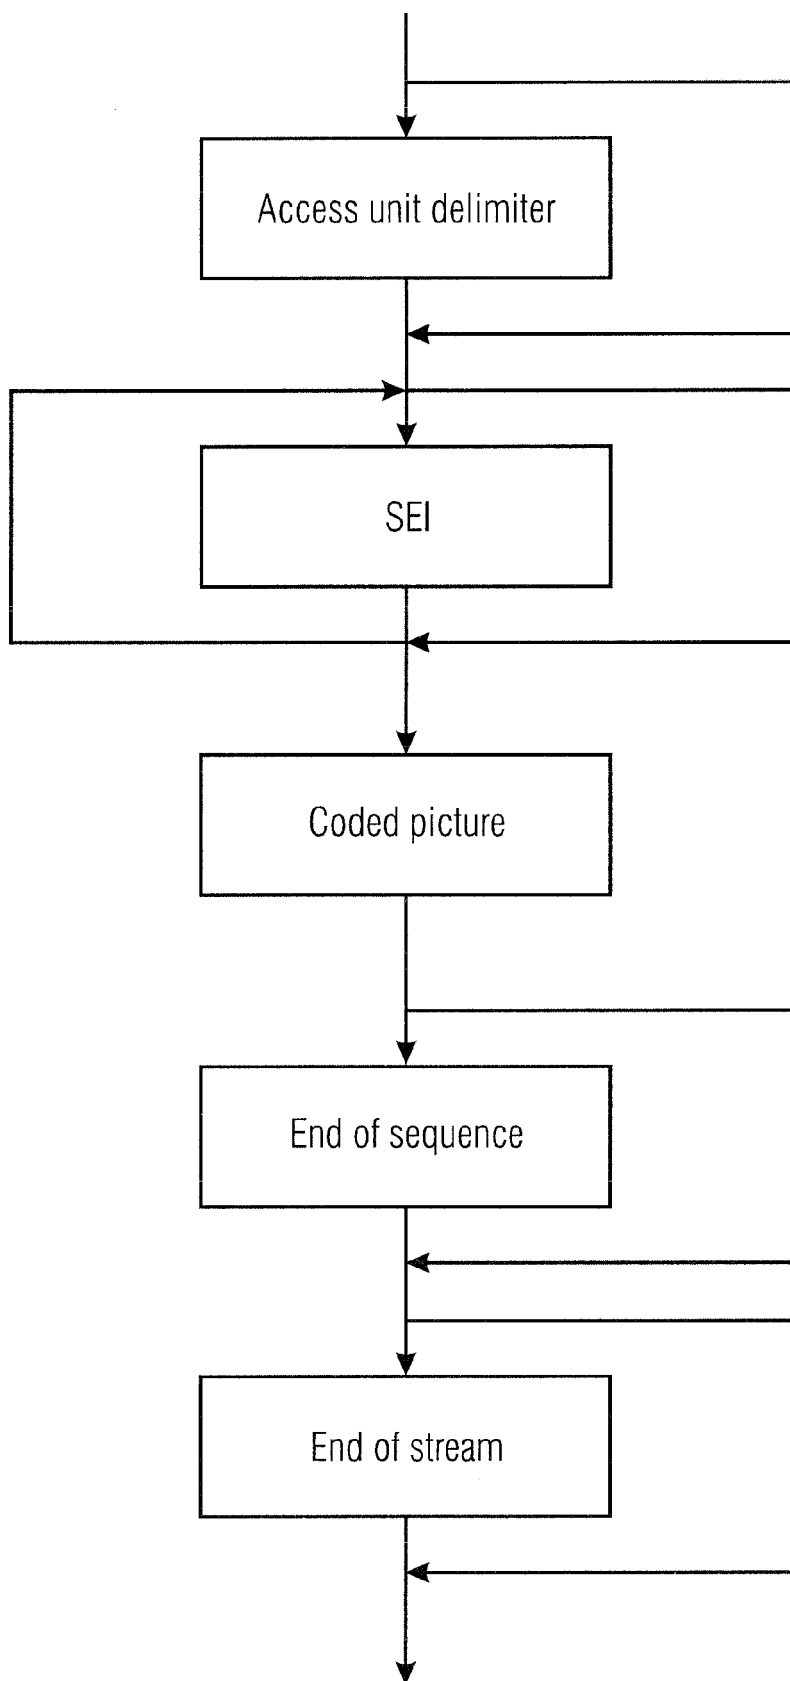 Access unit delimiter
SEI
Coded picture
End of sequence
End of stream